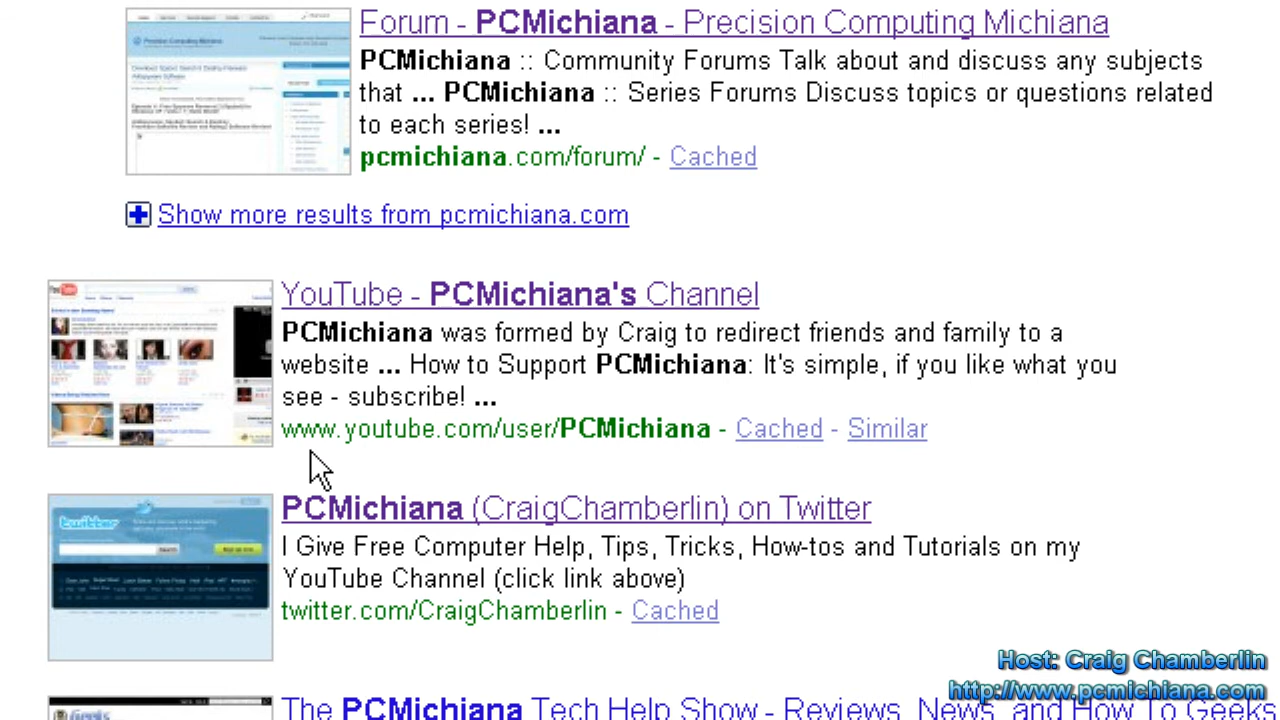 Forum - PCMichiana - Precision Computing Michiana
PCMichiana :: Community Forums Talk about and discuss any subjects
that ... PCMichiana :: Series Forums Discuss topics or questions related
to each series! ...
pcmichiana.com/forum/ - Cached
Show more results from pcmichiana.com
YouTube - PCMichiana's Channel
PCMichiana was formed by Craig to redirect friends and family to a
website ... How to Support PCMichiana: It's simple, if you like what you
see - subscribe! ...
www.youtube.com/user/PCMichiana - Cached - Similar
PCMichiana (CraigChamberlin) on Twitter
I Give Free Computer Help, Tips, Tricks, How-tos and Tutorials on my
YouTube Channel (click link above)
twitter.com/CraigChamberlin - Cached
Host: Craig Chamberlin
http://www.pcmichiana.com
The PCMichiana Tech Help Show - Reviews, News, and How To Geeks